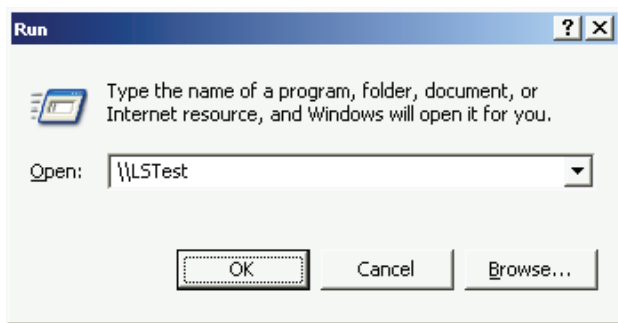 Run
Type the name of a program, folder, document, or
Internet resource, and Windows will open it for you.
Open: \\LSTest
OK Cancel Browse...